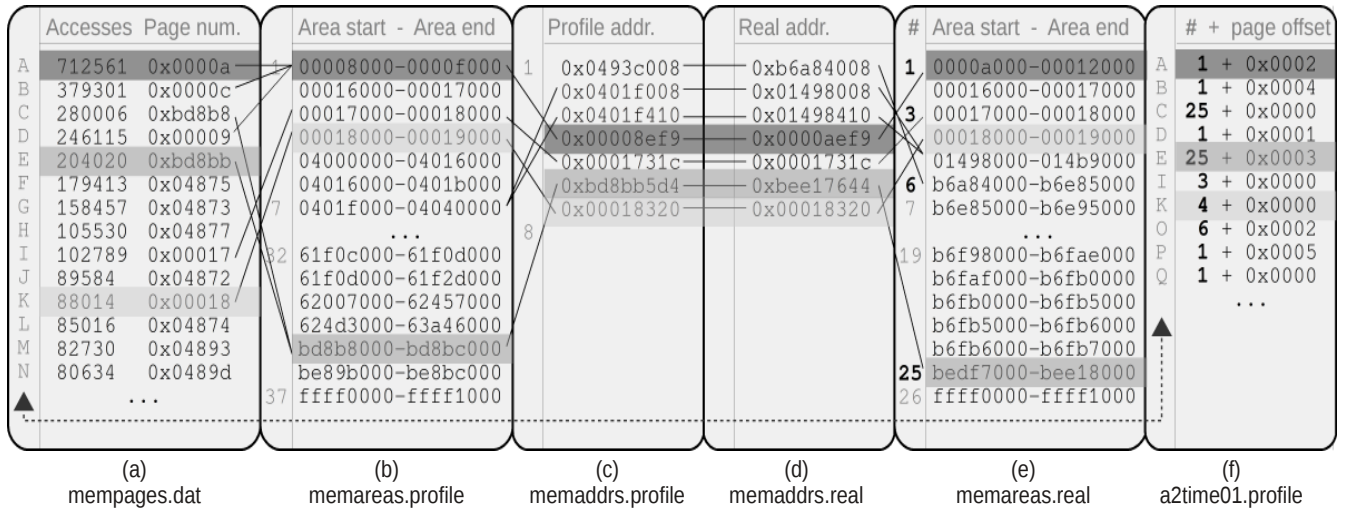 Accesses Page num.
A 712561 0x0000a
B 379301 0x0000c
C 280006 0xbd8b8
D 246115 0x00009
E 204020 0xbd8bb
F 179413 0x04875
G 158457 0x04873
H 105530 0x04877
I 102789 0x00017
J 89584 0x04872
K 88014 0x00018
L 85016 0x04874
M 82730 0x04893
N 80634 0x0489d
...
(a)
mempages.dat
Area start - Area end
1 00008000-0000f000
00016000-00017000
00017000-00018000
00018000-00019000
04000000-04016000
04016000-0401b000
7 0401f000-04040000
...
32 61f0c000-61f0d000
61f0d000-61f2d000
62007000-62457000
624d3000-63a46000
bd8b8000-bd8bc000
be89b000-be8bc000
37 ffff0000-ffff1000
(b)
memareas.profile
Profile addr.
1 0x0493c008
0x0401f008
0x0401f410
0x00008ef9
0x0001731c
0xbd8bb5d4
0x00018320
8
(c)
memaddrs.profile
Real addr.
0xb6a84008
0x01498008
0x01498410
0x0000aef9
0x0001731c
0xbee17644
0x00018320
(d)
memaddrs.real
# Area start - Area end
1 0000a000-00012000
00016000-00017000
3 00017000-00018000
00018000-00019000
01498000-014b9000
6 b6a84000-b6e85000
7 b6e85000-b6e95000
...
19 b6f98000-b6fae000
b6faf000-b6fb0000
b6fb0000-b6fb5000
b6fb5000-b6fb6000
b6fb6000-b6fb7000
25 bedf7000-bee18000
26 ffff0000-ffff1000
(e)
memareas.real
# + page offset
A 1 + 0x0002
B 1 + 0x0004
C 25 + 0x0000
D 1 + 0x0001
E 25 + 0x0003
I 3 + 0x0000
K 4 + 0x0000
O 6 + 0x0002
P 1 + 0x0005
Q 1 + 0x0000
...
(f)
a2time01.profile